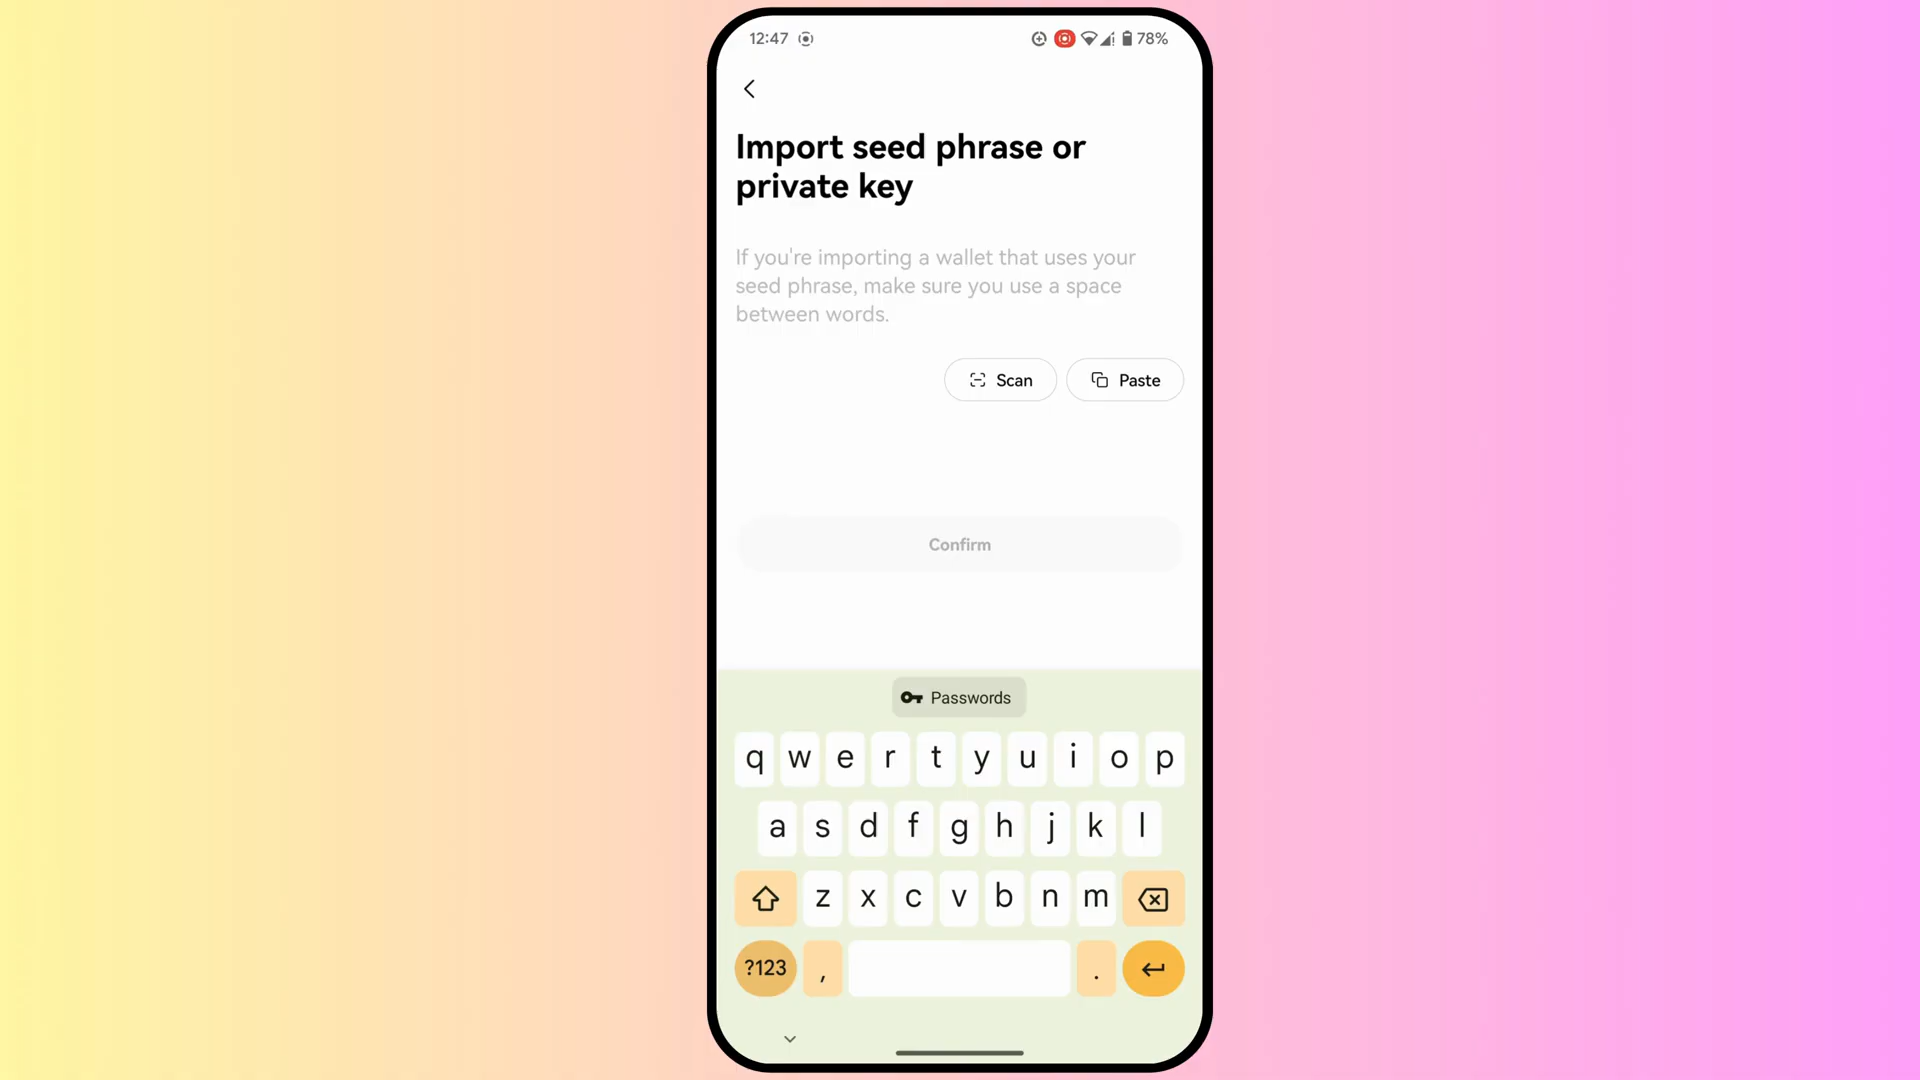 12:47 78%
Import seed phrase or
private key
If you're importing a wallet that uses your
seed phrase, make sure you use a space
between words.
Scan Paste
Confirm
Passwords
q w e r t y u i o p
a s d f g h j k l
z x c v b n m
?123 , .